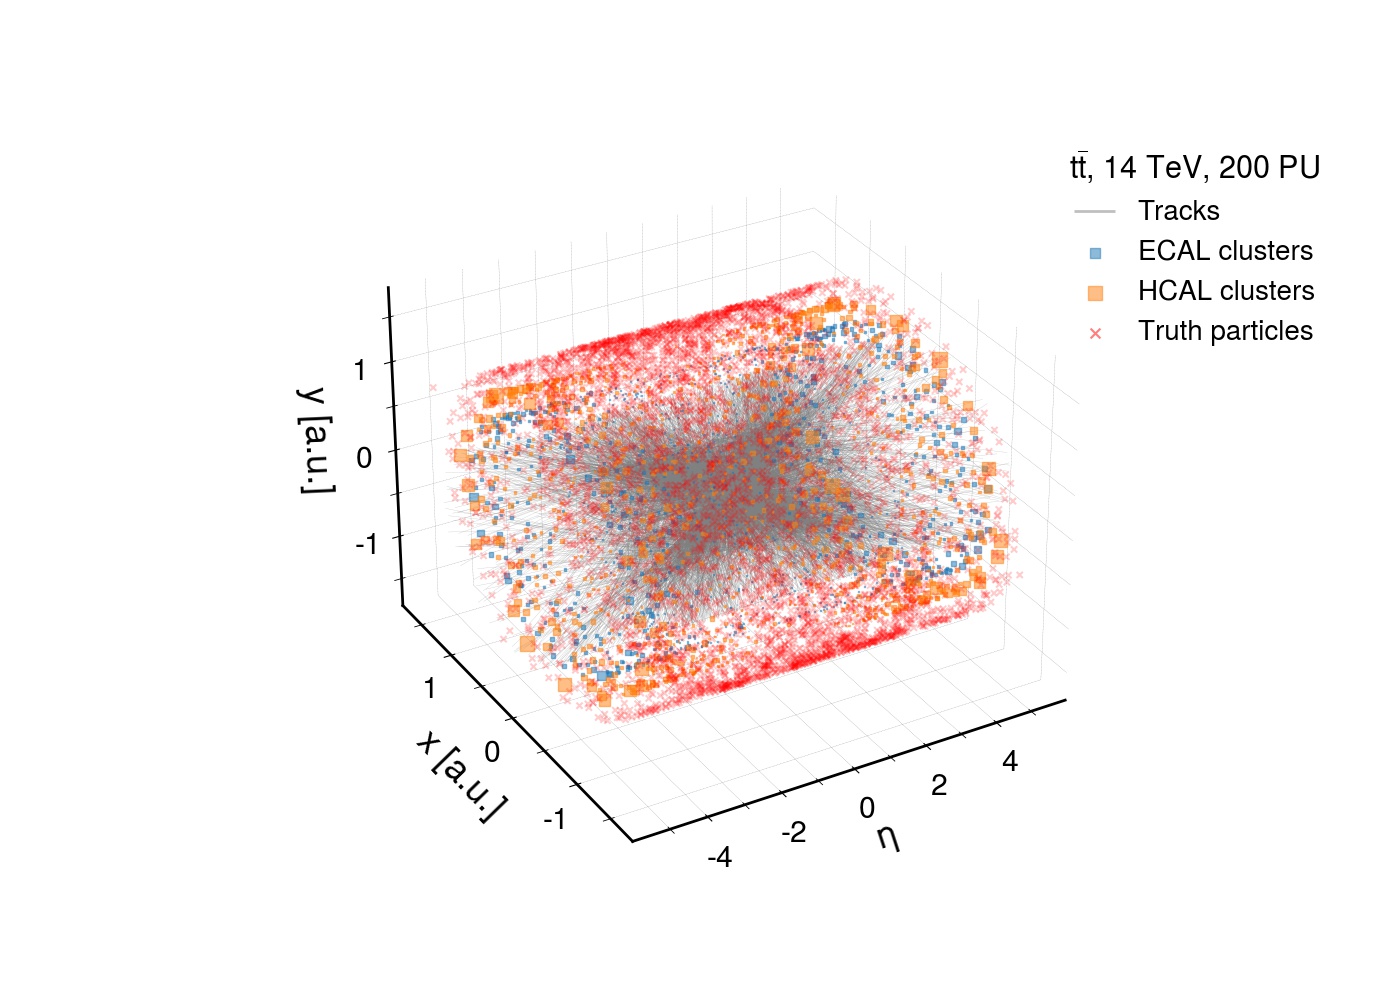 tt̄, 14 TeV, 200 PU
Tracks
ECAL clusters
HCAL clusters
Truth particles
1
0
-1
y [a.u.]
1
0
-1
x [a.u.]
-4
-2
0
2
4
η